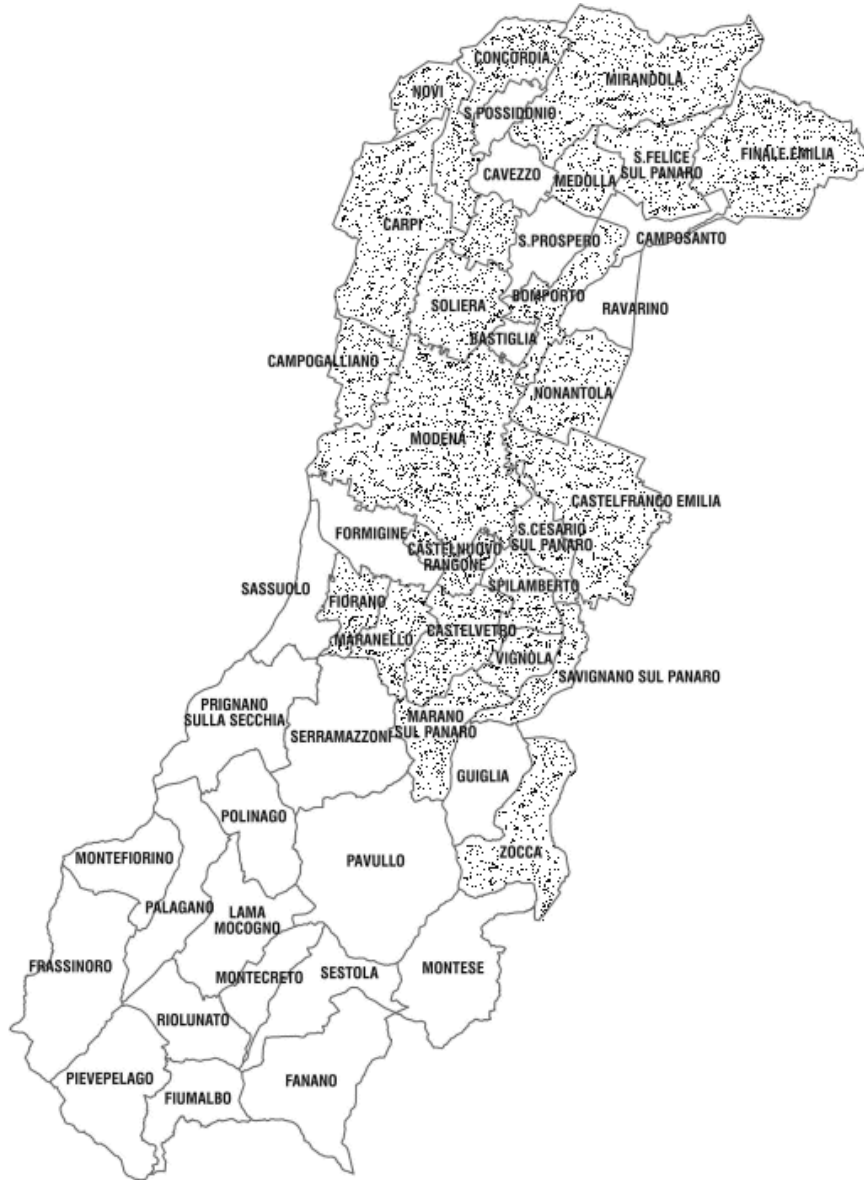 CONCORDIA
MIRANDOLA
NOVI
S.POSSIDONIO
CAVEZZO
MEDOLLA
S.FELICE
SUL PANARO
FINALE EMILIA
CARPI
S.PROSPERO
CAMPOSANTO
SOLIERA
BOMPORTO
RAVARINO
BASTIGLIA
CAMPOGALLIANO
NONANTOLA
MODENA
CASTELFRANCO EMILIA
FORMIGINE
S.CESARIO
SUL PANARO
CASTELNUOVO
RANGONE
SASSUOLO
SPILAMBERTO
FIORANO
MARANELLO
CASTELVETRO
VIGNOLA
SAVIGNANO SUL PANARO
PRIGNANO
SULLA SECCHIA
SERRAMAZZONI
MARANO
SUL PANARO
GUIGLIA
POLINAGO
ZOCCA
MONTEFIORINO
PAVULLO
PALAGANO
LAMA
MOCOGNO
FRASSINORO
MONTECRETO
SESTOLA
MONTESE
RIOLUNATO
PIEVEPELAGO
FIUMALBO
FANANO